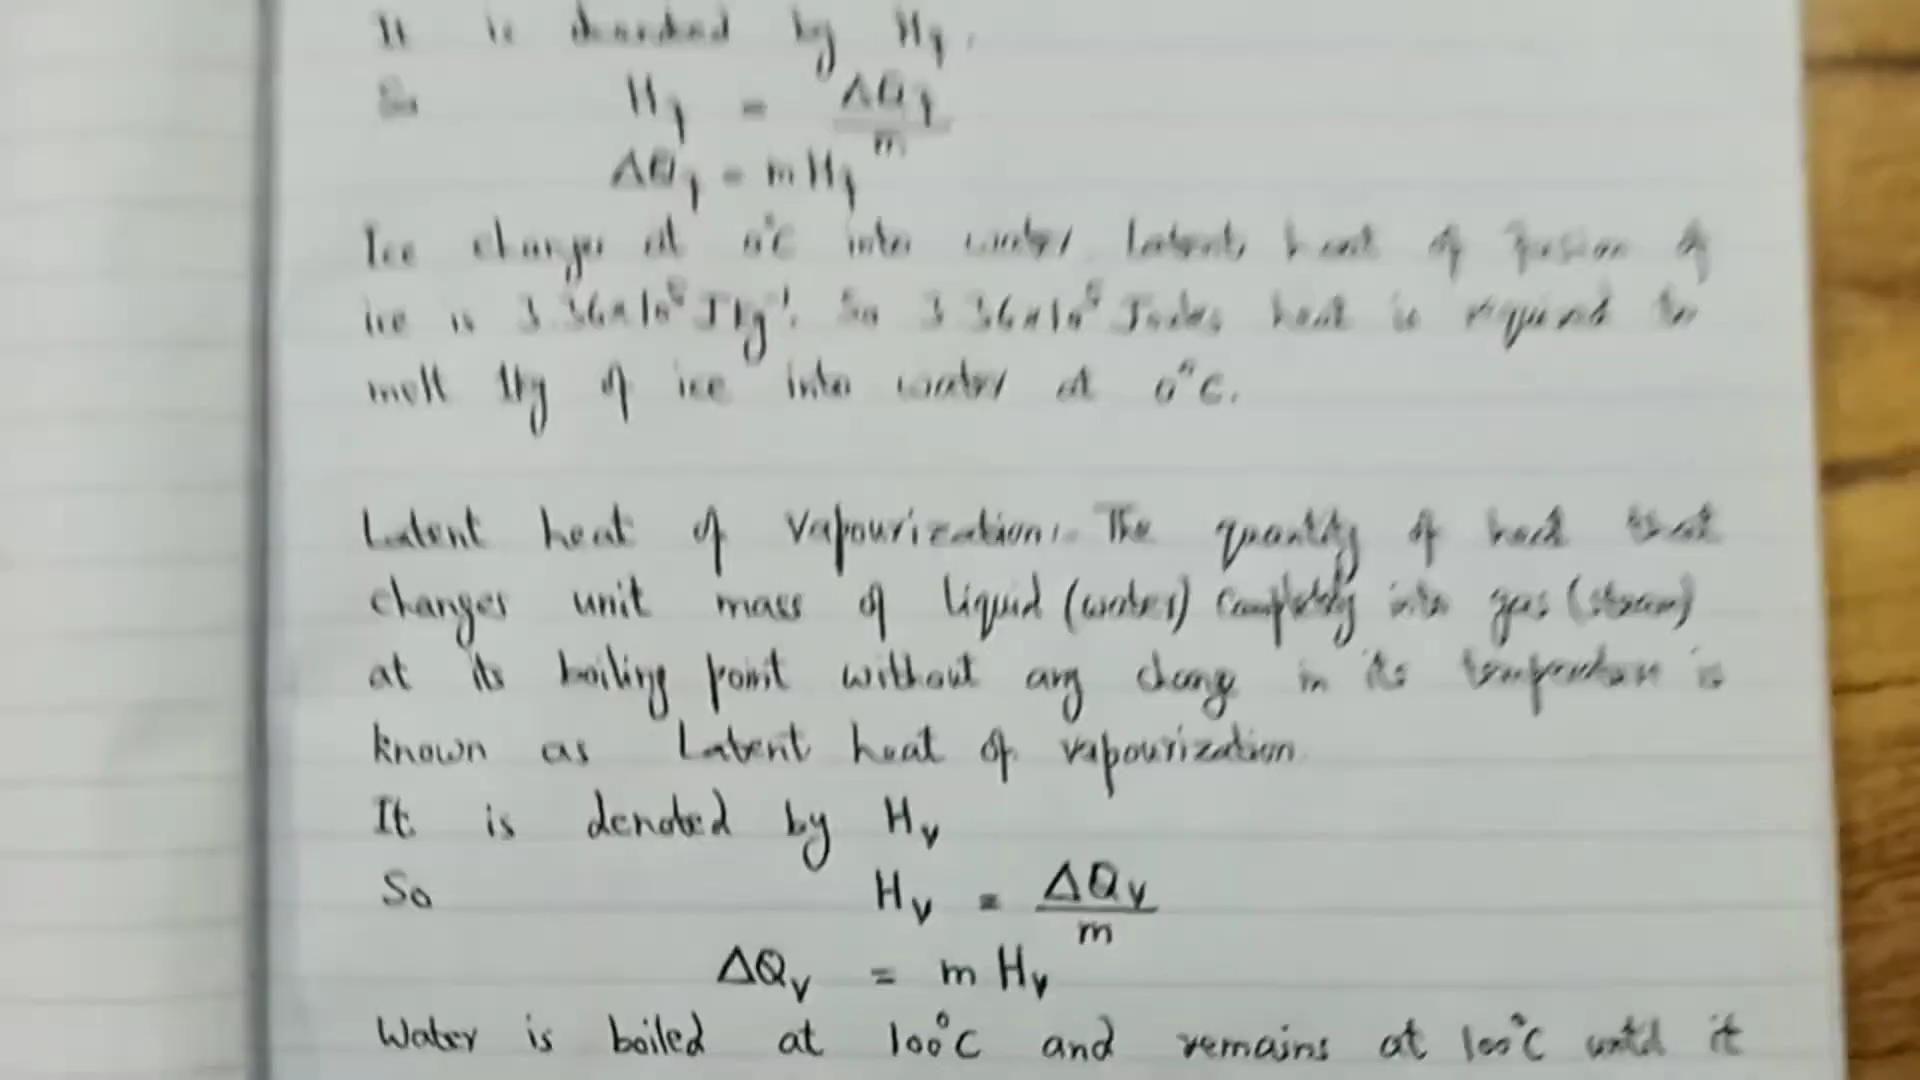 It is denoted by Hf.
So Hf = ΔQf / m
ΔQf = m Hf
Ice changes at 0°C into water. Latent heat of fusion of
ice is 3.36x10⁵ Jkg⁻¹. So 3.36x10⁵ Joules heat is required to
melt 1kg of ice into water at 0°C.
Latent heat of vapourization:- The quantity of heat that
changes unit mass of liquid (water) completely into gas (steam)
at its boiling point without any change in its temperature is
known as Latent heat of vapourization
It is denoted by Hv
So Hv = ΔQv / m
ΔQv = m Hv
Water is boiled at 100°C and remains at 100°C until it